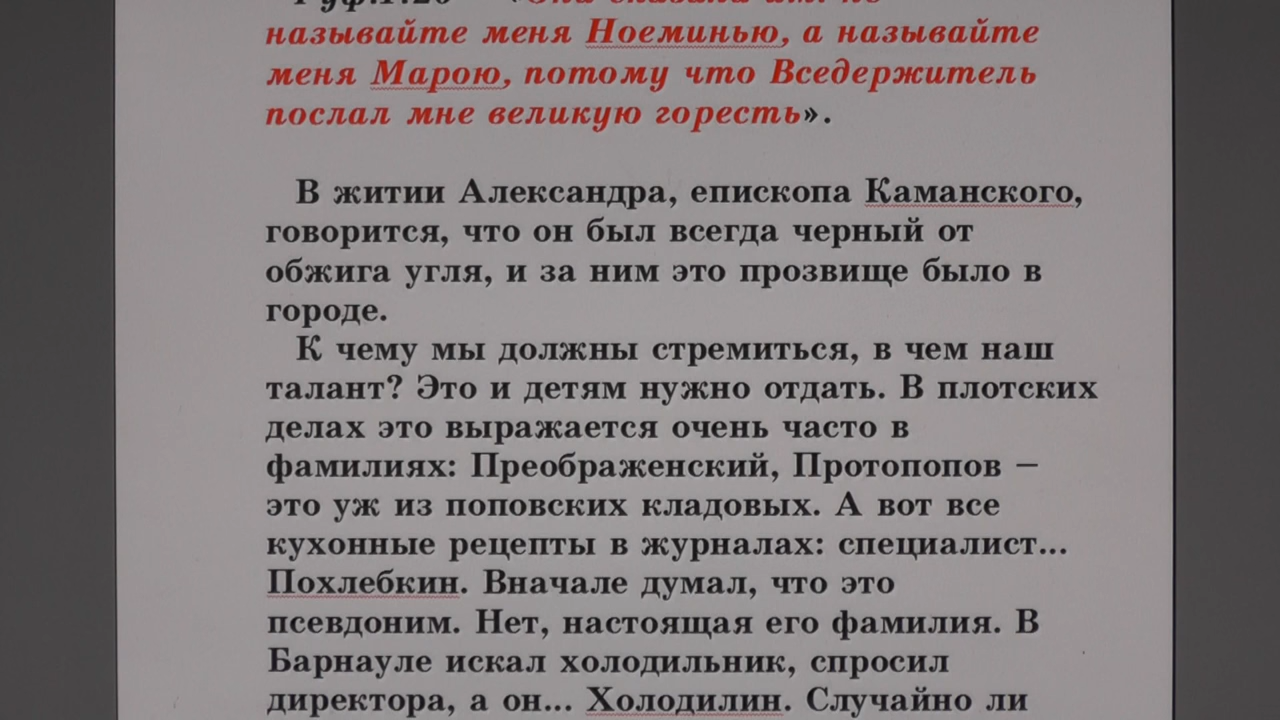 называйте меня Ноеминью, а называйте
меня Марою, потому что Вседержитель
послал мне великую горесть».
В житии Александра, епископа Каманского,
говорится, что он был всегда черный от
обжига угля, и за ним это прозвище было в
городе.
К чему мы должны стремиться, в чем наш
талант? Это и детям нужно отдать. В плотских
делах это выражается очень часто в
фамилиях: Преображенский, Протопопов –
это уж из поповских кладовых. А вот все
кухонные рецепты в журналах: специалист...
Похлебкин. Вначале думал, что это
псевдоним. Нет, настоящая его фамилия. В
Барнауле искал холодильник, спросил
директора, а он... Холодилин. Случайно ли